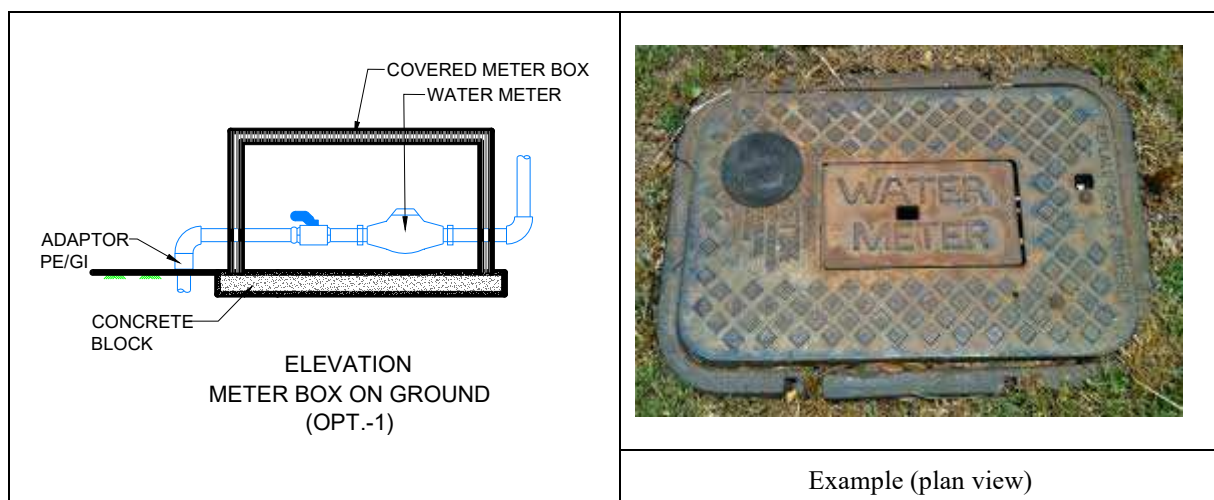 COVERED METER BOX
WATER METER
ADAPTOR
PE/GI
CONCRETE
BLOCK
ELEVATION
METER BOX ON GROUND
(OPT.-1)
WATER
METER
Example (plan view)